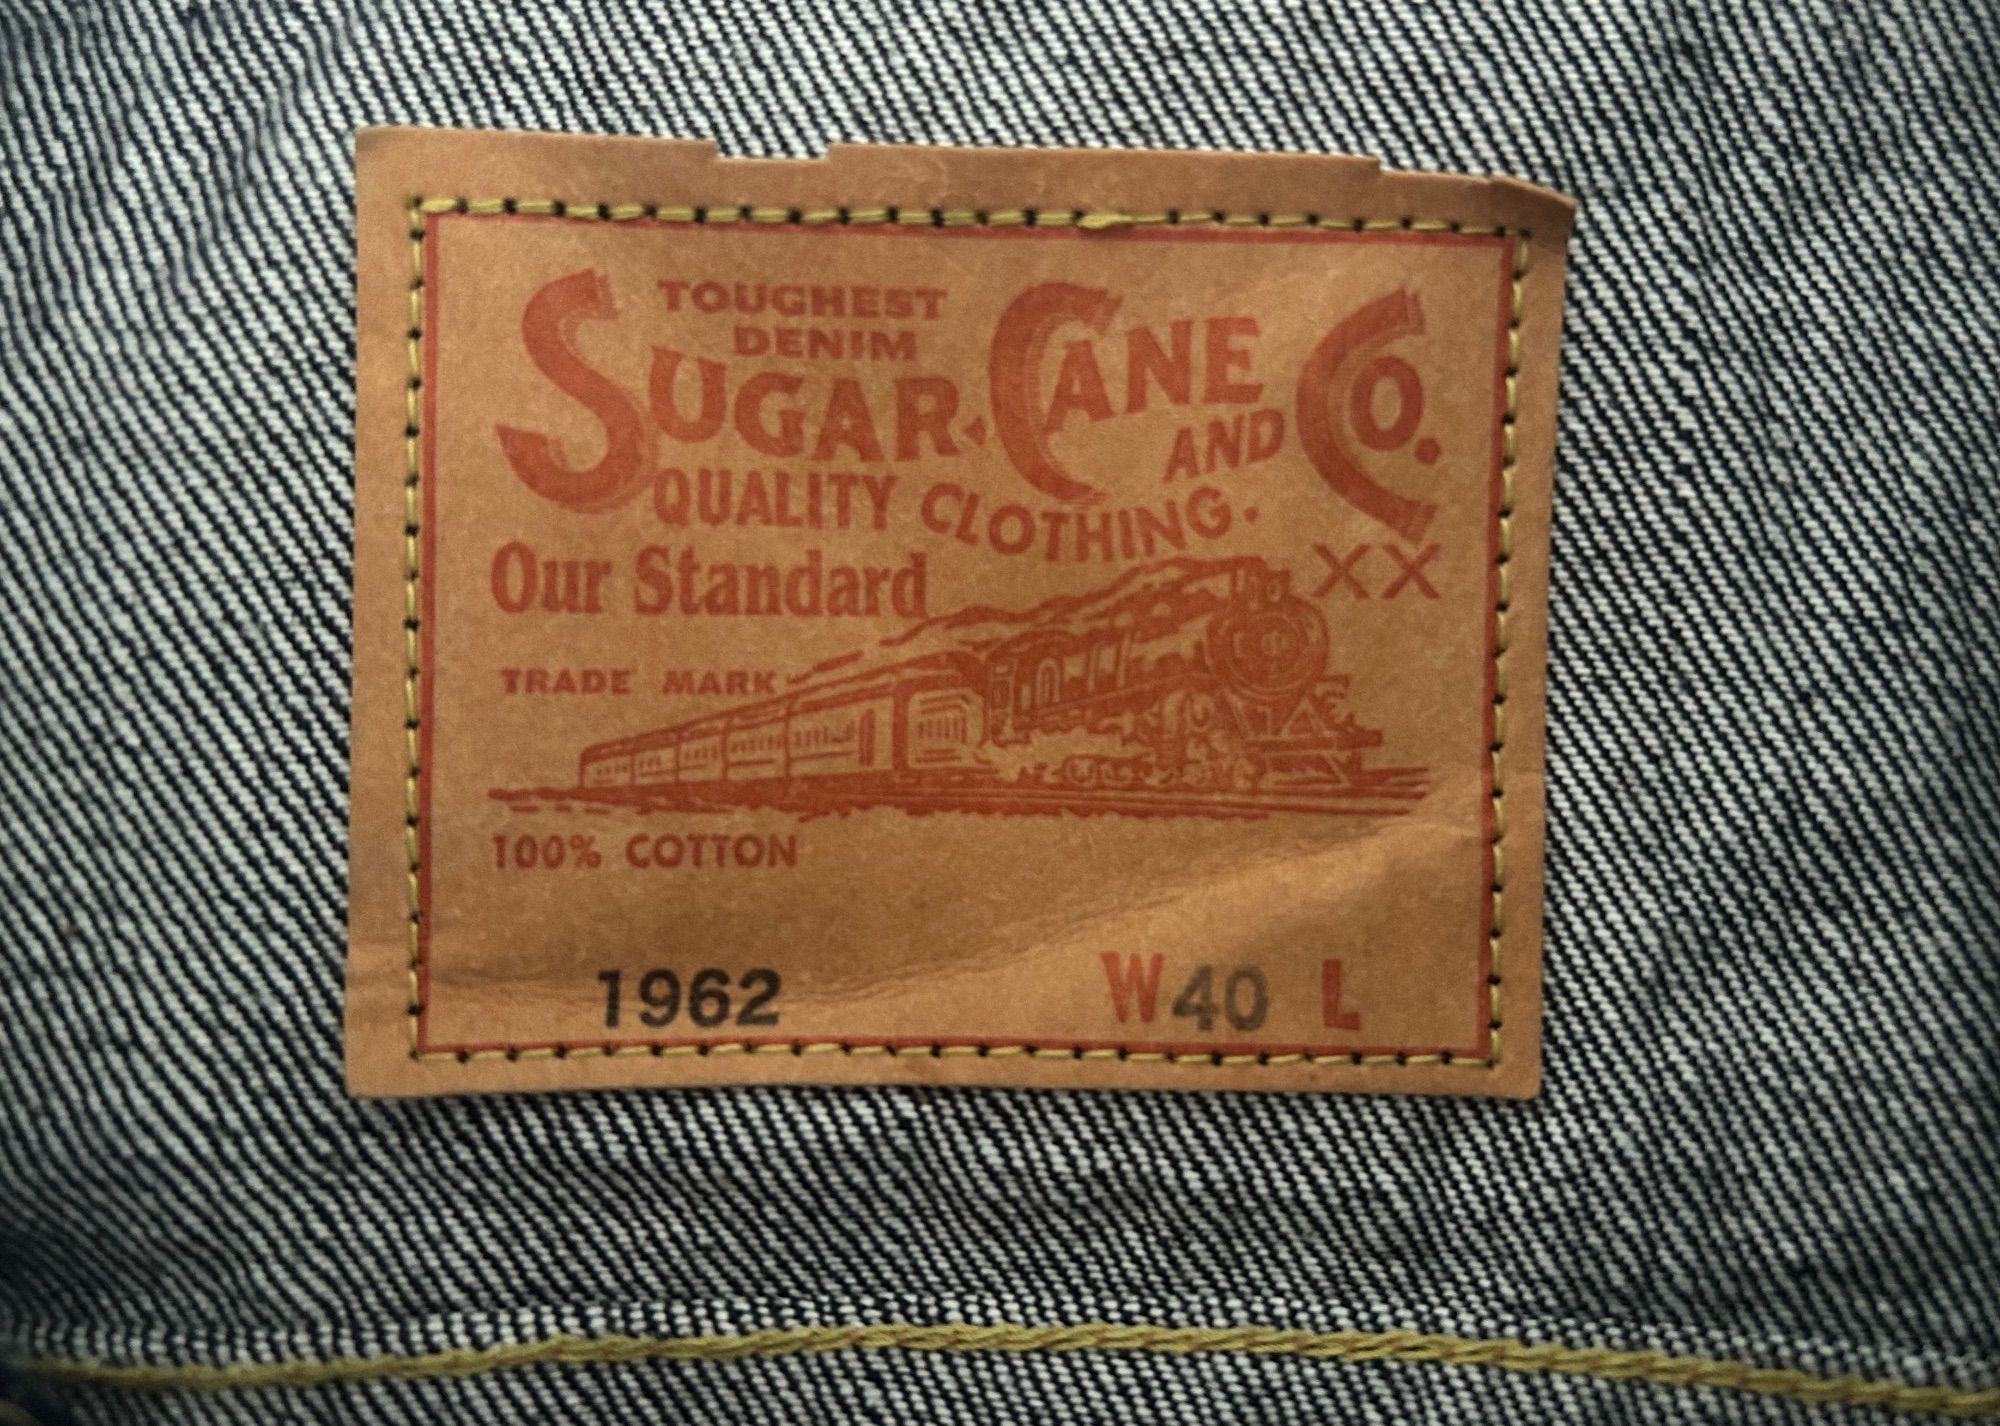 TOUGHEST
DENIM
SUGAR CANE CO.
AND
QUALITY CLOTHING.
Our Standard
XX
TRADE MARK
100% COTTON
1962 W40 L